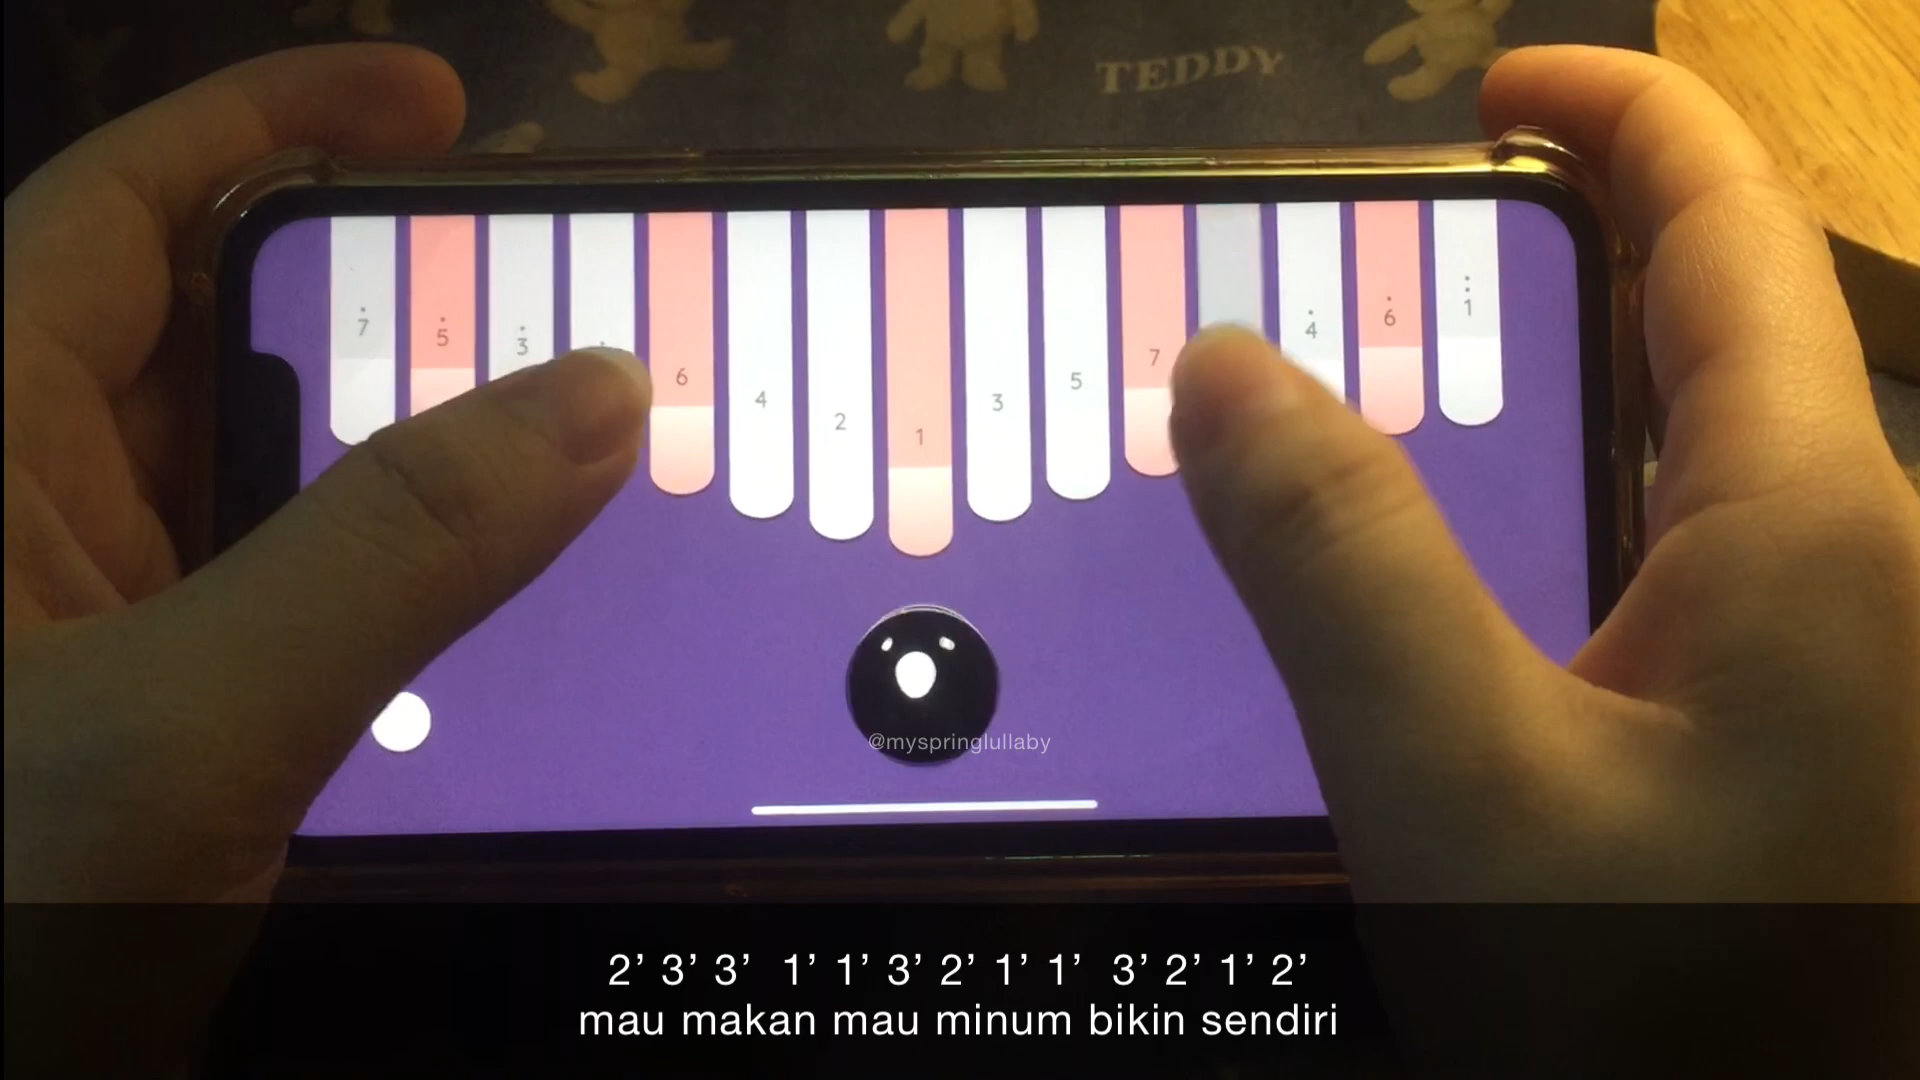 TEDDY
7 5 3 6 4 2 1 3 5 7 4 6 1
@myspringlullaby
2’ 3’ 3’ 1’ 1’ 3’ 2’ 1’ 1’ 3’ 2’ 1’ 2’
mau makan mau minum bikin sendiri